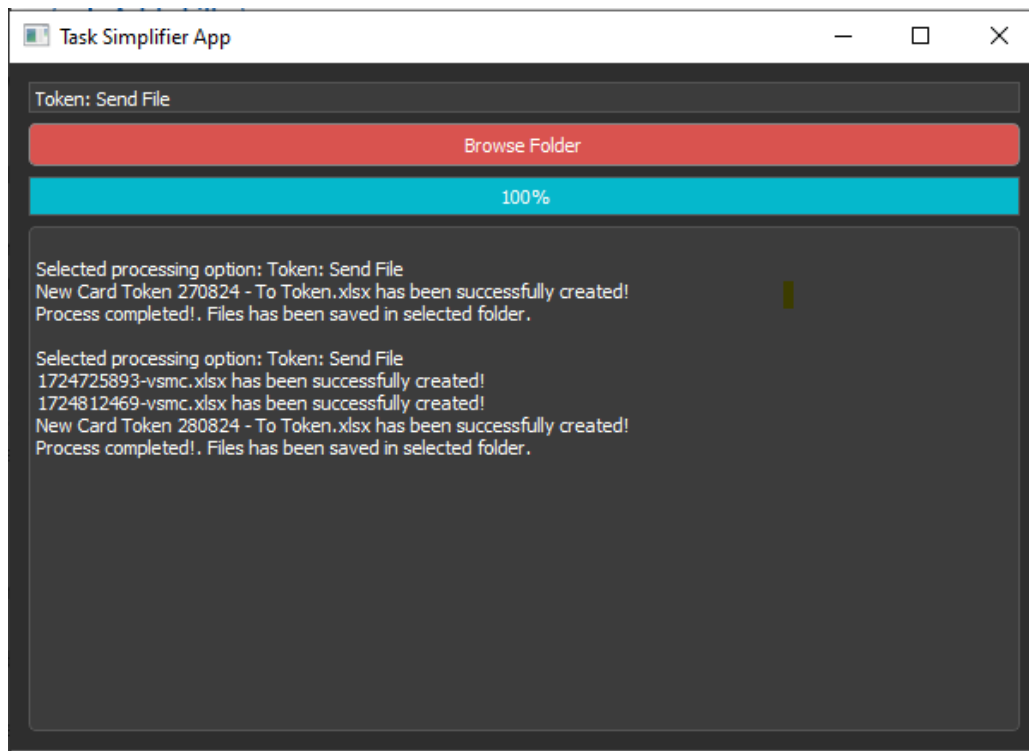 Task Simplifier App
Token: Send File
Browse Folder
100%
Selected processing option: Token: Send File
New Card Token 270824 - To Token.xlsx has been successfully created!
Process completed!. Files has been saved in selected folder.
Selected processing option: Token: Send File
1724725893-vsmc.xlsx has been successfully created!
1724812469-vsmc.xlsx has been successfully created!
New Card Token 280824 - To Token.xlsx has been successfully created!
Process completed!. Files has been saved in selected folder.